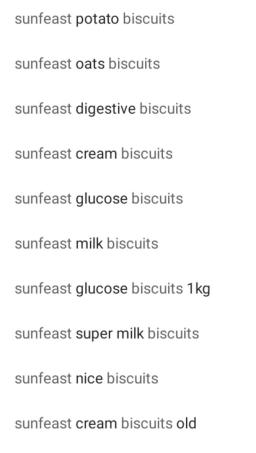 sunfeast potato biscuits
sunfeast oats biscuits
sunfeast digestive biscuits
sunfeast cream biscuits
sunfeast glucose biscuits
sunfeast milk biscuits
sunfeast glucose biscuits 1kg
sunfeast super milk biscuits
sunfeast nice biscuits
sunfeast cream biscuits old